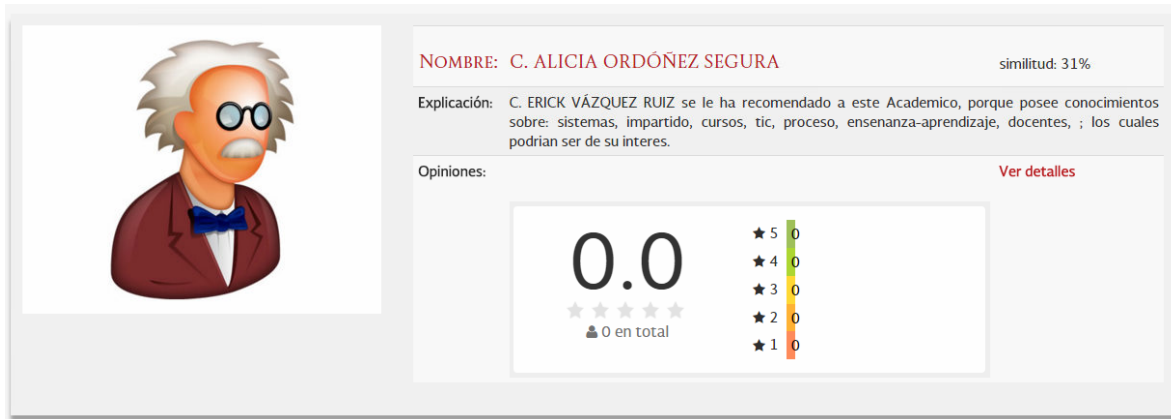 NOMBRE: C. ALICIA ORDÓÑEZ SEGURA
similitud: 31%
Explicación: C. ERICK VÁZQUEZ RUIZ se le ha recomendado a este Academico, porque posee conocimientos
sobre: sistemas, impartido, cursos, tic, proceso, ensenanza-aprendizaje, docentes, ; los cuales
podrian ser de su interes.
Opiniones:
Ver detalles
0.0
0 en total
★ 5 0
★ 4 0
★ 3 0
★ 2 0
★ 1 0